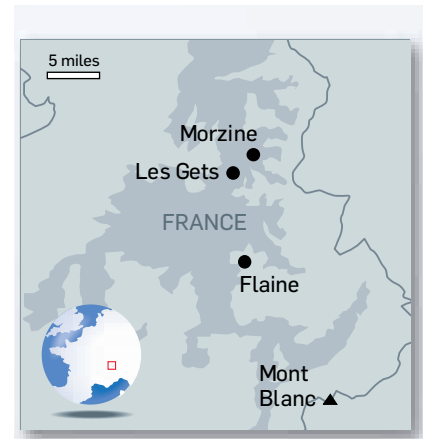 5 miles
Morzine
Les Gets
FRANCE
Flaine
Mont
Blanc